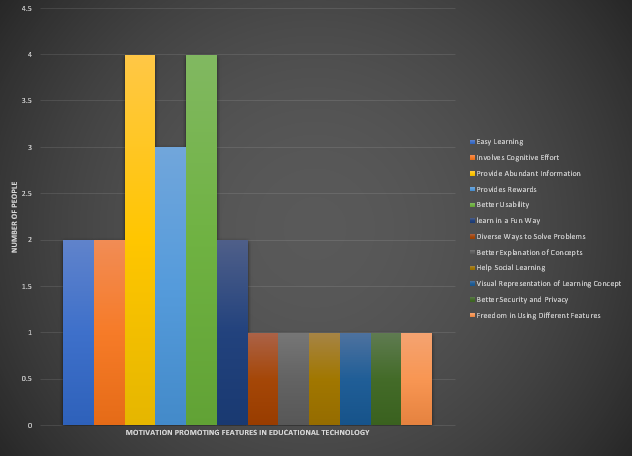 4.5
4
3.5
3
2.5
2
1.5
1
0.5
0
NUMBER OF PEOPLE
MOTIVATION PROMOTING FEATURES IN EDUCATIONAL TECHNOLOGY
Easy Learning
Involves Cognitive Effort
Provide Abundant Information
Provides Rewards
Better Usability
learn in a Fun Way
Diverse Ways to Solve Problems
Better Explanation of Concepts
Help Social Learning
Visual Representation of Learning Concept
Better Security and Privacy
Freedom in Using Different Features